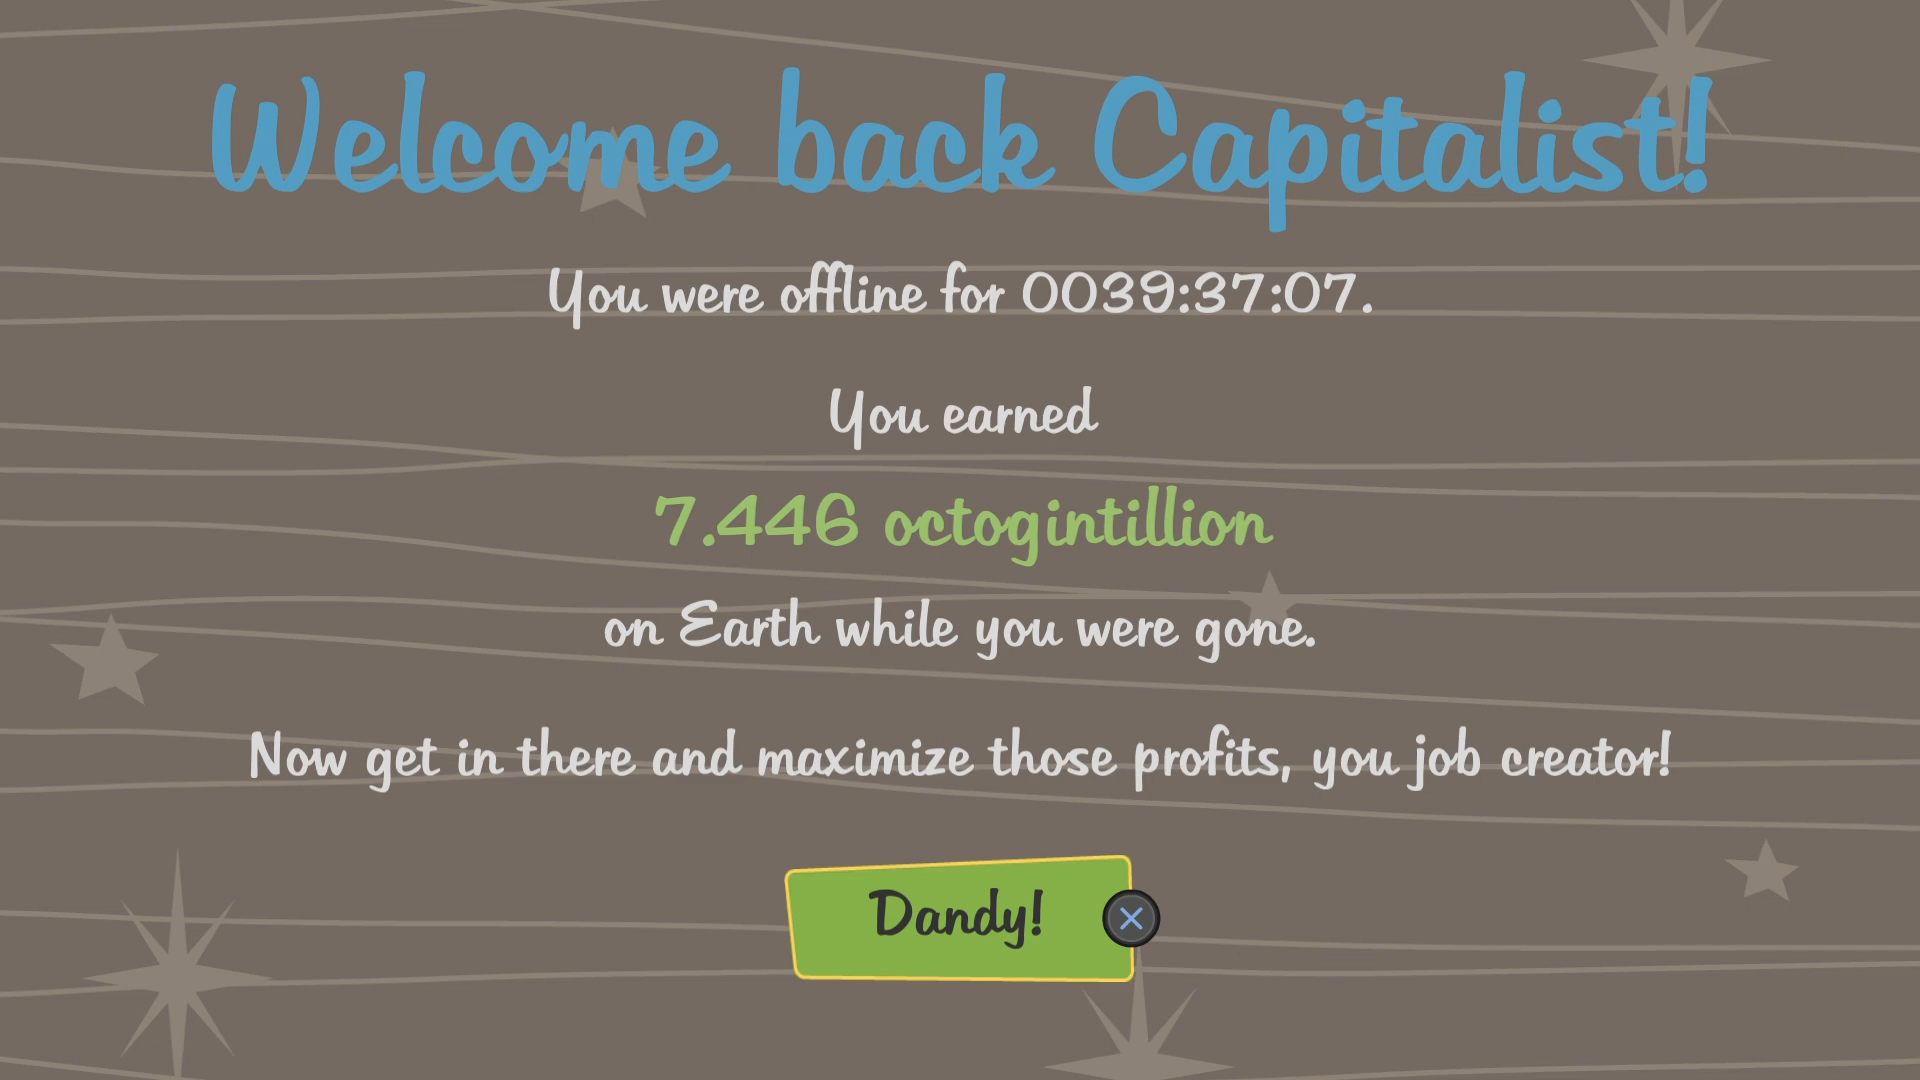 Welcome back Capitalist!
You were offline for 0039:37:07.
You earned
7.446 octogintillion
on Earth while you were gone.
Now get in there and maximize those profits, you job creator!
Dandy!